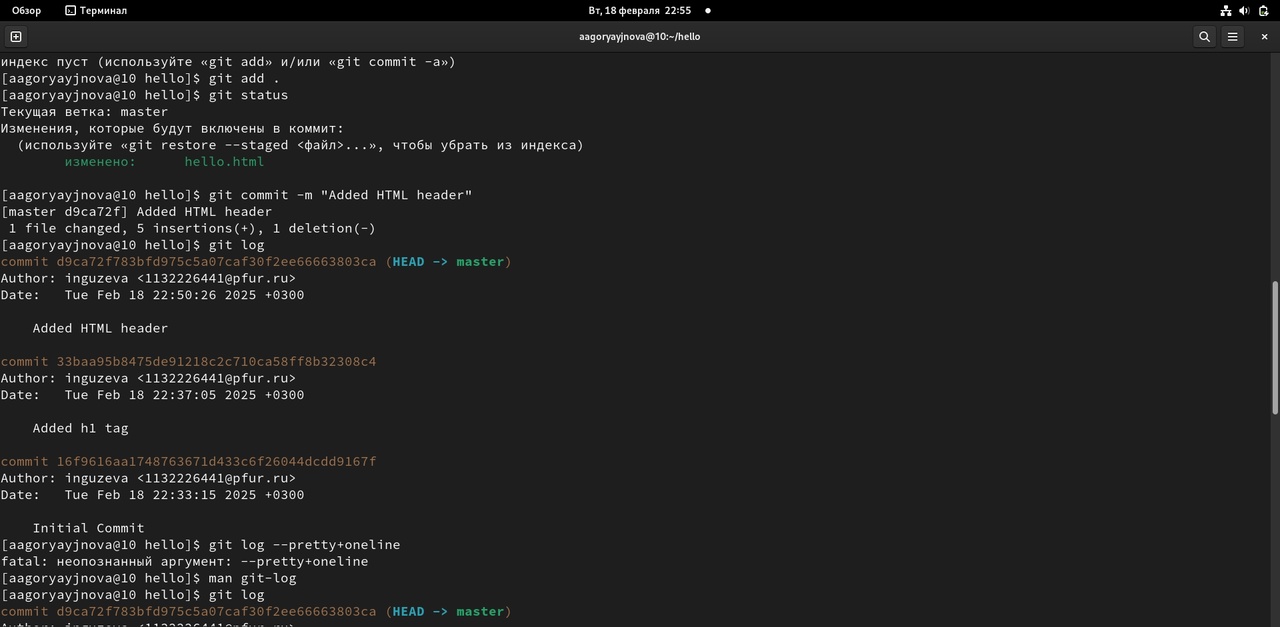 Обзор Терминал Вт, 18 февраля 22:55
aagoryayjnova@10:~/hello
индекс пуст (используйте «git add» и/или «git commit -a»)
[aagoryayjnova@10 hello]$ git add .
[aagoryayjnova@10 hello]$ git status
Текущая ветка: master
Изменения, которые будут включены в коммит:
(используйте «git restore --staged <файл>...», чтобы убрать из индекса)
изменено: hello.html
[aagoryayjnova@10 hello]$ git commit -m "Added HTML header"
[master d9ca72f] Added HTML header
1 file changed, 5 insertions(+), 1 deletion(-)
[aagoryayjnova@10 hello]$ git log
commit d9ca72f783bfd975c5a07caf30f2ee66663803ca (HEAD -> master)
Author: inguzeva <1132226441@pfur.ru>
Date: Tue Feb 18 22:50:26 2025 +0300
Added HTML header
commit 33baa95b8475de91218c2c710ca58ff8b32308c4
Author: inguzeva <1132226441@pfur.ru>
Date: Tue Feb 18 22:37:05 2025 +0300
Added h1 tag
commit 16f9616aa1748763671d433c6f26044dcdd9167f
Author: inguzeva <1132226441@pfur.ru>
Date: Tue Feb 18 22:33:15 2025 +0300
Initial Commit
[aagoryayjnova@10 hello]$ git log --pretty+oneline
fatal: неопознанный аргумент: --pretty+oneline
[aagoryayjnova@10 hello]$ man git-log
[aagoryayjnova@10 hello]$ git log
commit d9ca72f783bfd975c5a07caf30f2ee66663803ca (HEAD -> master)
Author: inguzeva <1132226441@pfur.ru>